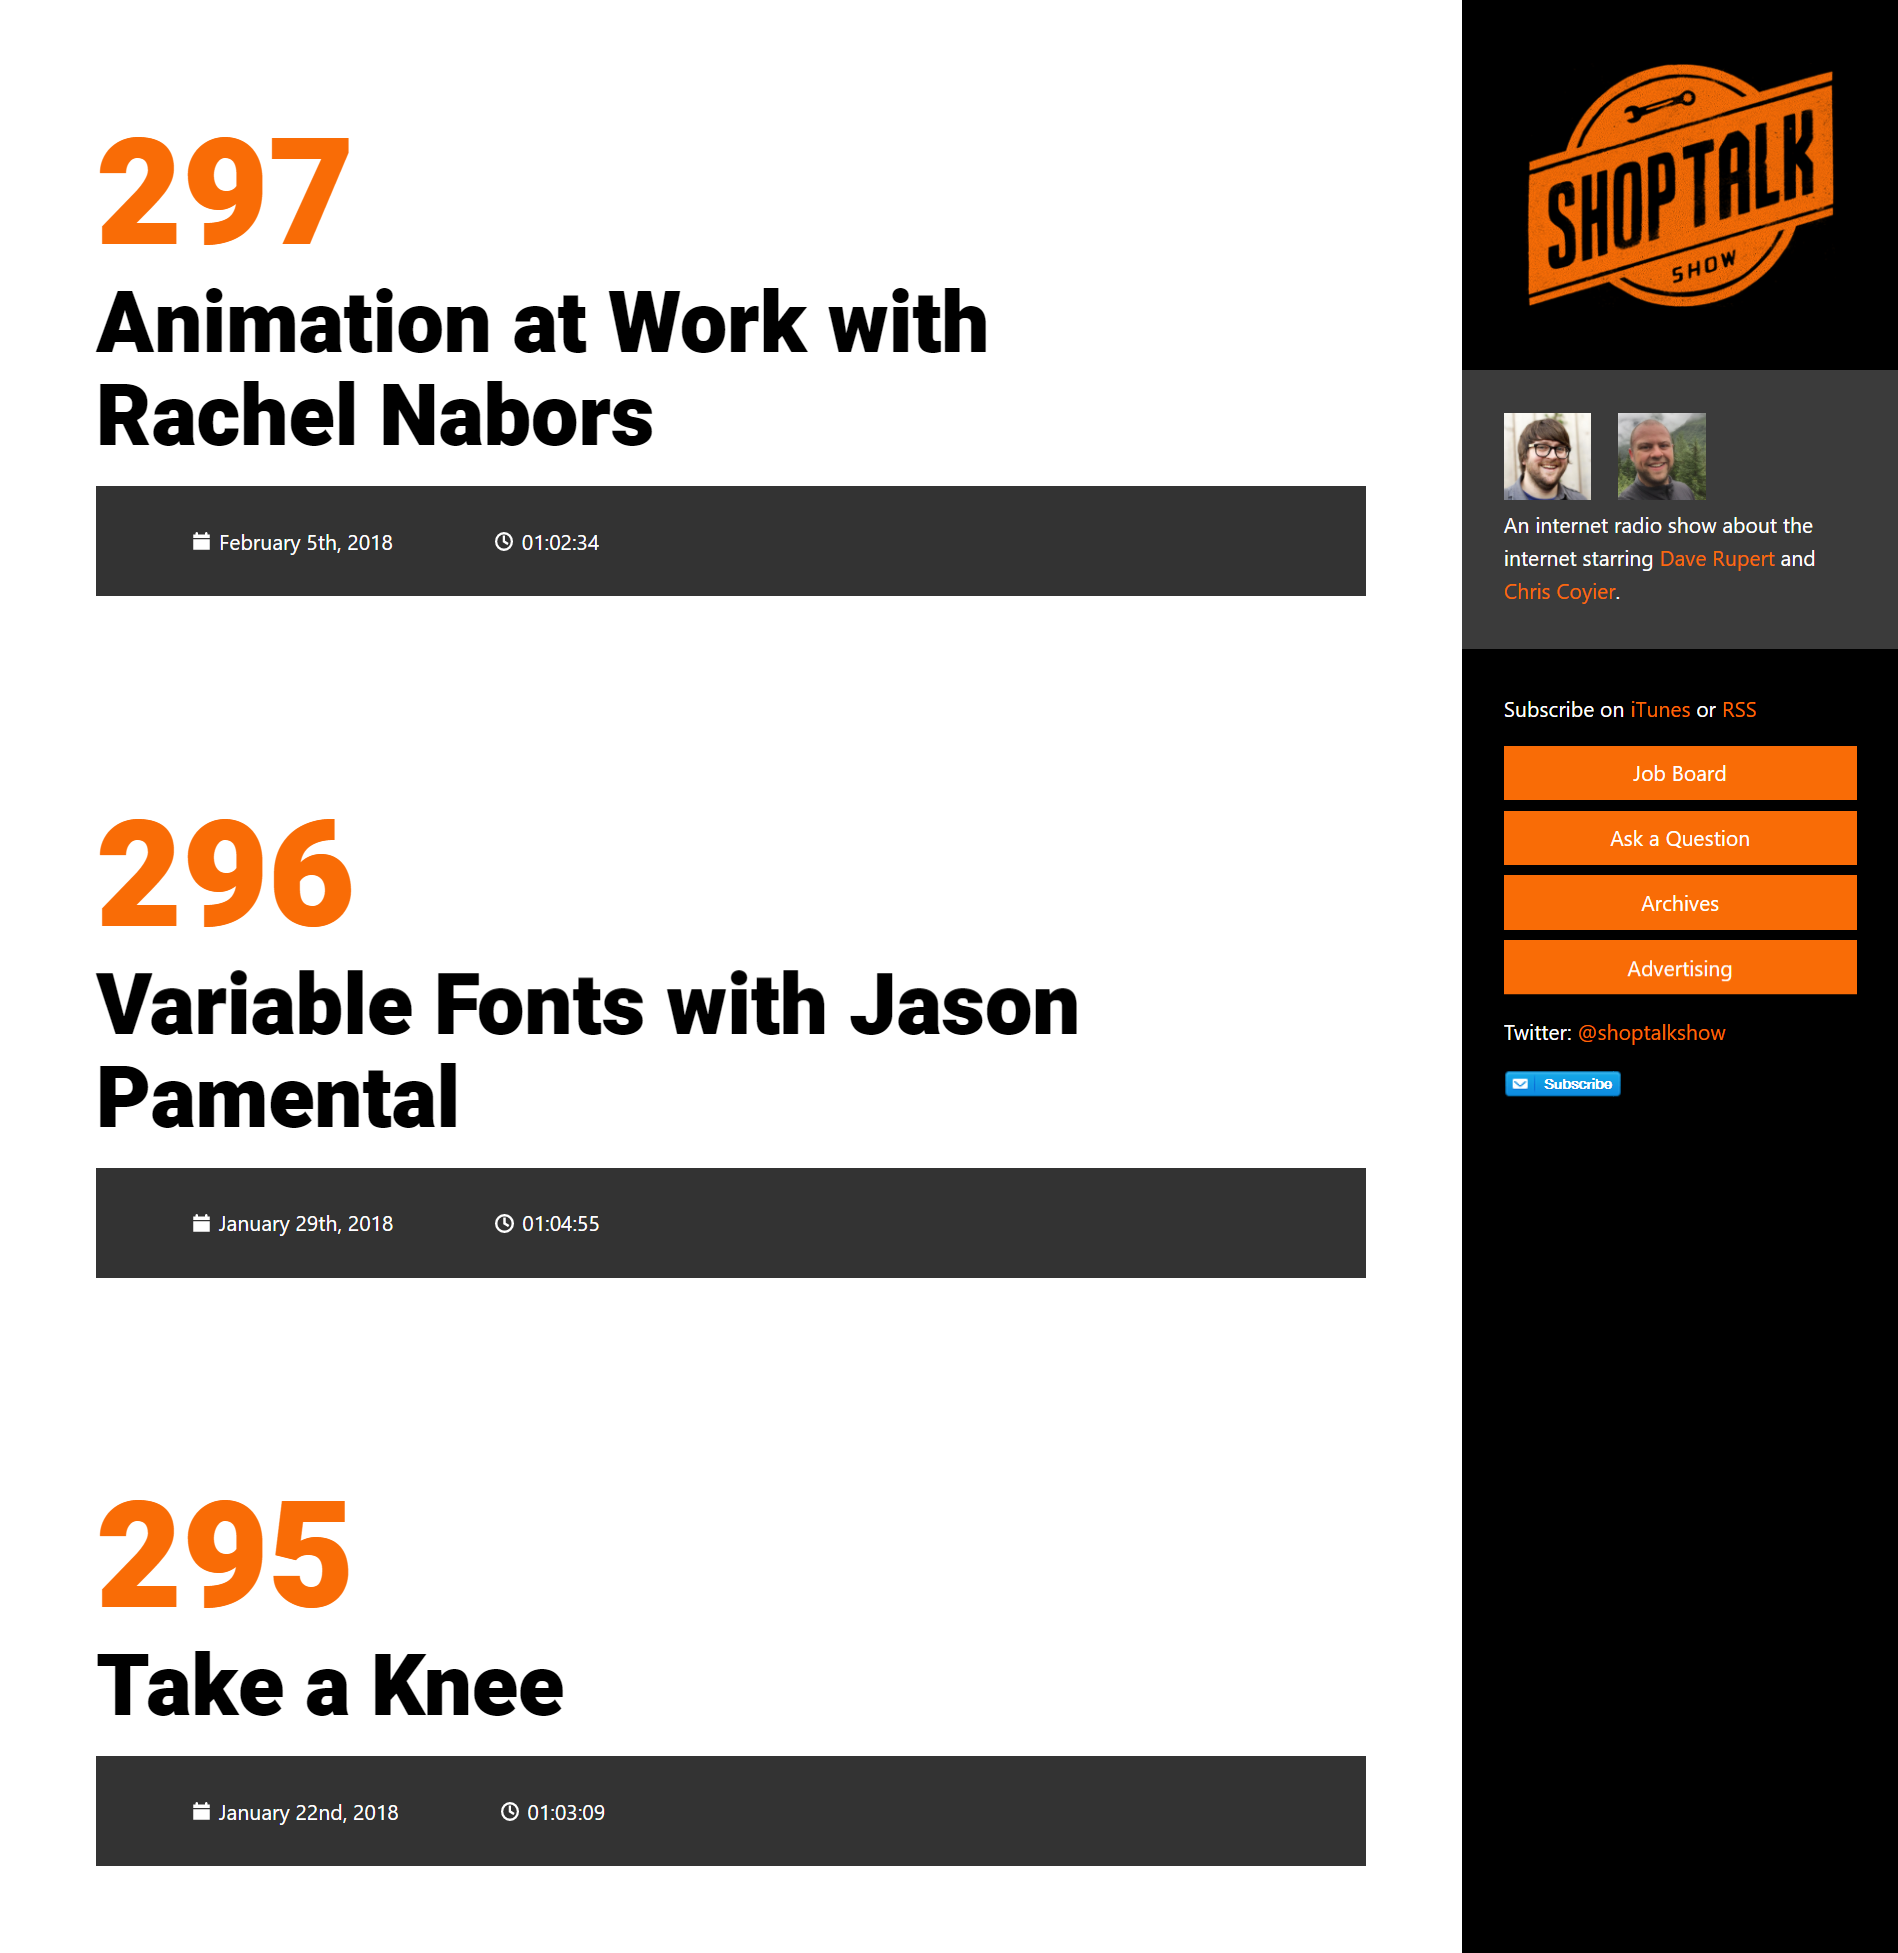 297
Animation at Work with
Rachel Nabors
February 5th, 2018 01:02:34
296
Variable Fonts with Jason
Pamental
January 29th, 2018 01:04:55
295
Take a Knee
January 22nd, 2018 01:03:09
SHOP TALK
SHOW
An internet radio show about the
internet starring Dave Rupert and
Chris Coyier.
Subscribe on iTunes or RSS
Job Board
Ask a Question
Archives
Advertising
Twitter: @shoptalkshow
Subscribe